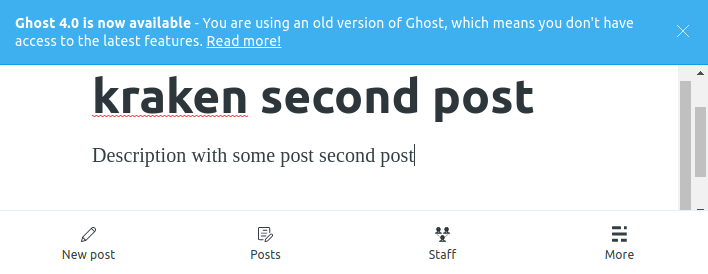 Ghost 4.0 is now available - You are using an old version of Ghost, which means you don't have
access to the latest features. Read more!
kraken second post
Description with some post second post
New post
Posts
Staff
More